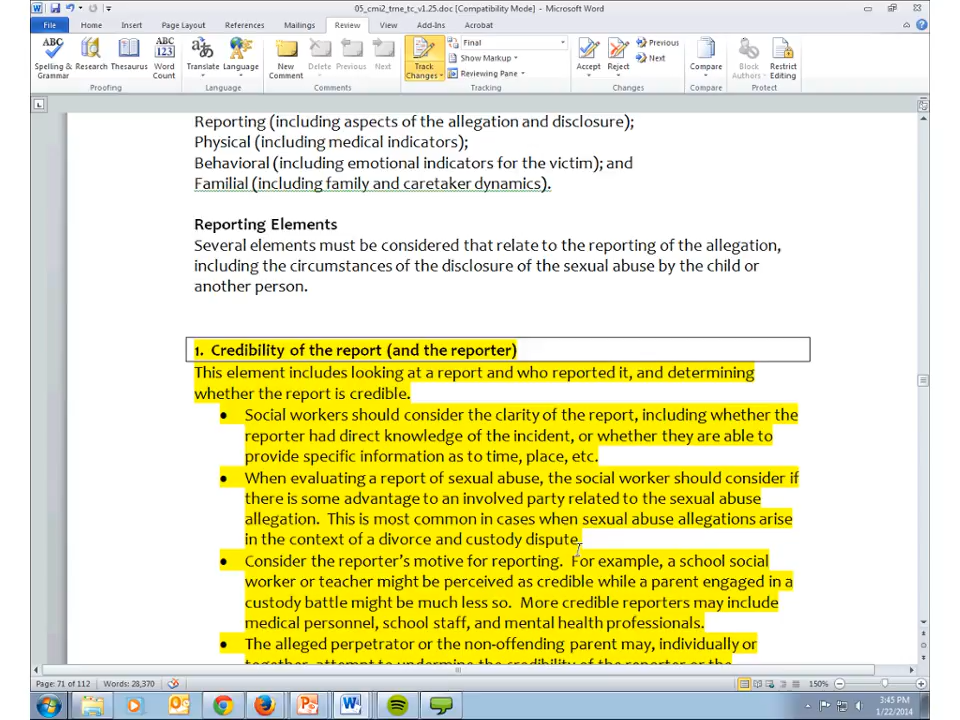 05_cmi2_tme_tc_v1.25.doc [Compatibility Mode] - Microsoft Word
File Home Insert Page Layout References Mailings Review View Add-Ins Acrobat
Spelling & Grammar Research Thesaurus Word Count Translate Language New Comment Delete Previous Next Track Changes Final Show Markup Reviewing Pane Accept Reject Previous Next Compare Block Authors Restrict Editing
Proofing Language Comments Tracking Changes Compare Protect
Reporting (including aspects of the allegation and disclosure);
Physical (including medical indicators);
Behavioral (including emotional indicators for the victim); and
Familial (including family and caretaker dynamics).
Reporting Elements
Several elements must be considered that relate to the reporting of the allegation,
including the circumstances of the disclosure of the sexual abuse by the child or
another person.
1. Credibility of the report (and the reporter)
This element includes looking at a report and who reported it, and determining
whether the report is credible.
• Social workers should consider the clarity of the report, including whether the
reporter had direct knowledge of the incident, or whether they are able to
provide specific information as to time, place, etc.
• When evaluating a report of sexual abuse, the social worker should consider if
there is some advantage to an involved party related to the sexual abuse
allegation. This is most common in cases when sexual abuse allegations arise
in the context of a divorce and custody dispute.
• Consider the reporter's motive for reporting. For example, a school social
worker or teacher might be perceived as credible while a parent engaged in a
custody battle might be much less so. More credible reporters may include
medical personnel, school staff, and mental health professionals.
• The alleged perpetrator or the non-offending parent may, individually or
together, attempt to undermine the credibility of the reporter or the
Page: 71 of 112 Words: 28,370 150%
3:45 PM
1/22/2014